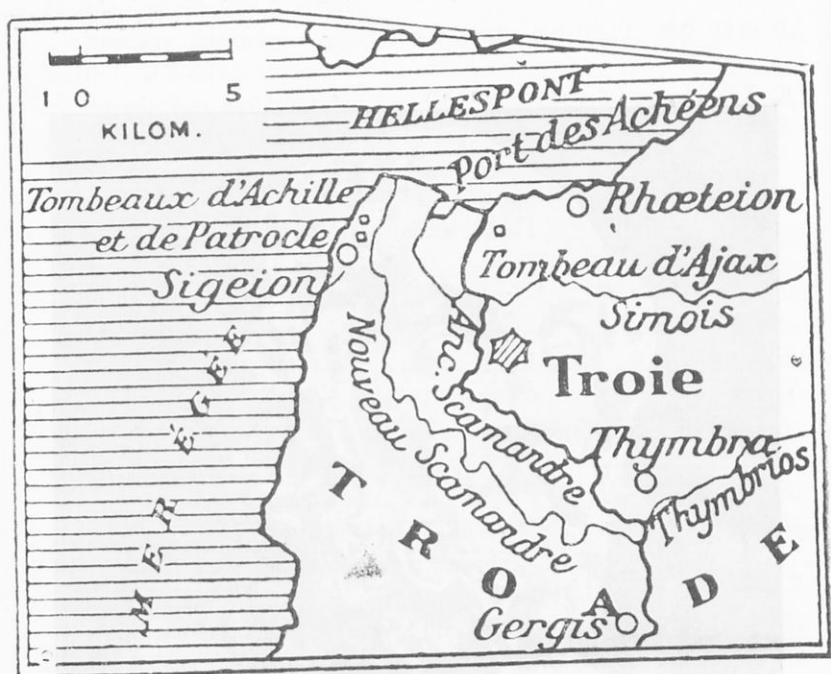 1 0 5
KILOM.
HELLESPONT
Port des Achéens
Tombeaux d'Achille
et de Patrocle
Sigeion
Rhœteion
Tombeau d'Ajax
Simois
Troie
Anc. Scamandre
Nouveau Scamandre
Thymbra
Thymbrios
MER ÉGÉE
TROADE
Gergis